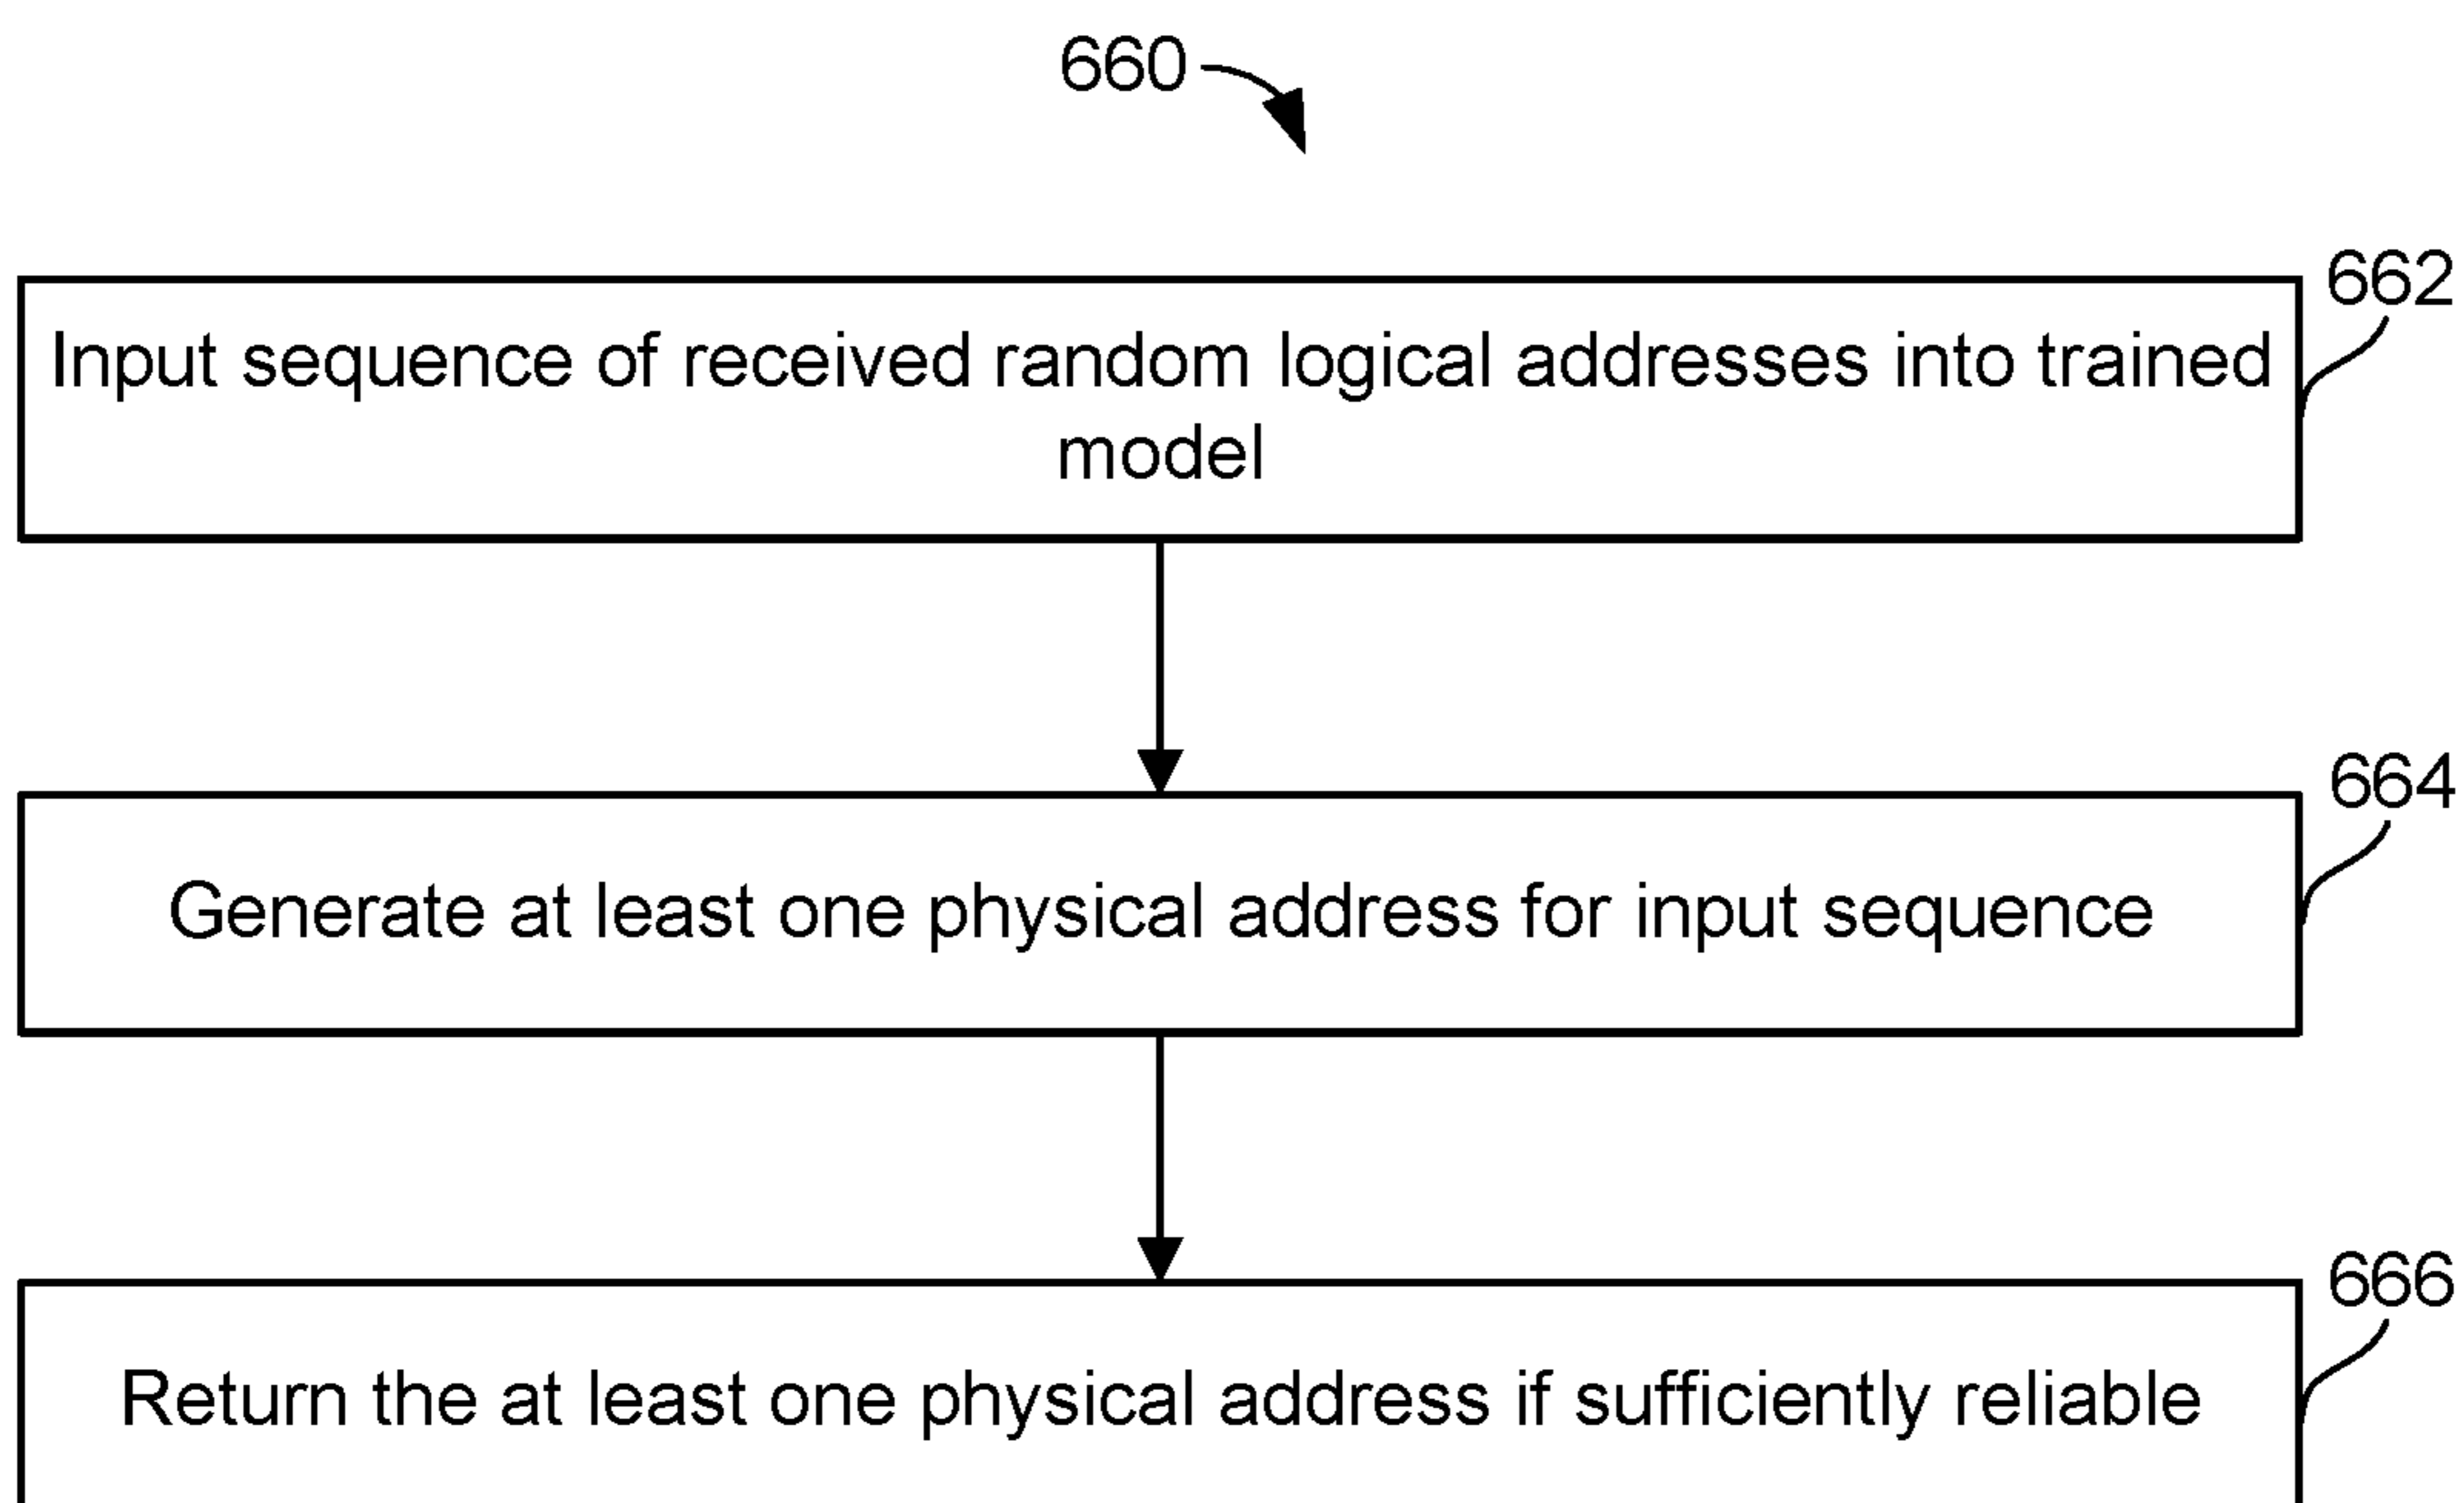 660
662
Input sequence of received random logical addresses into trained
model
664
Generate at least one physical address for input sequence
666
Return the at least one physical address if sufficiently reliable